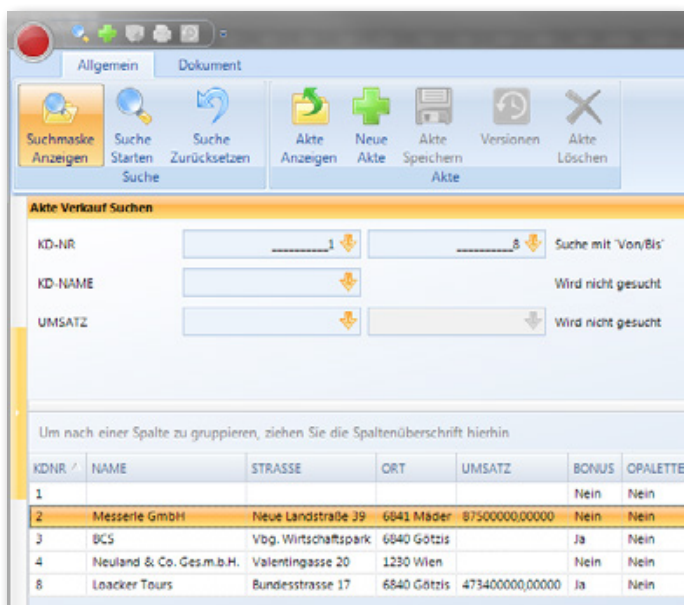 Allgemein Dokument
Suchmaske Anzeigen
Suche Starten
Suche Zurücksetzen
Akte Anzeigen
Neue Akte
Akte Speichern
Versionen
Akte Löschen
Suche Akte
Akte Verkauf Suchen
KD-NR _________1 _________8 Suche mit 'Von/Bis'
KD-NAME Wird nicht gesucht
UMSATZ Wird nicht gesucht
Um nach einer Spalte zu gruppieren, ziehen Sie die Spaltenüberschrift hierhin
KDNR NAME STRASSE ORT UMSATZ BONUS OPALETTE
1 Nein Nein
2 Messerle GmbH Neue Landstraße 39 6841 Mäder 87500000,00000 Nein Nein
3 BCS Vbg. Wirtschaftspark 6840 Götzis Ja Nein
4 Neuland & Co. Ges.m.b.H. Valentingasse 20 1230 Wien Nein Nein
8 Loacker Tours Bundesstrasse 17 6840 Götzis 473400000,00000 Ja Nein